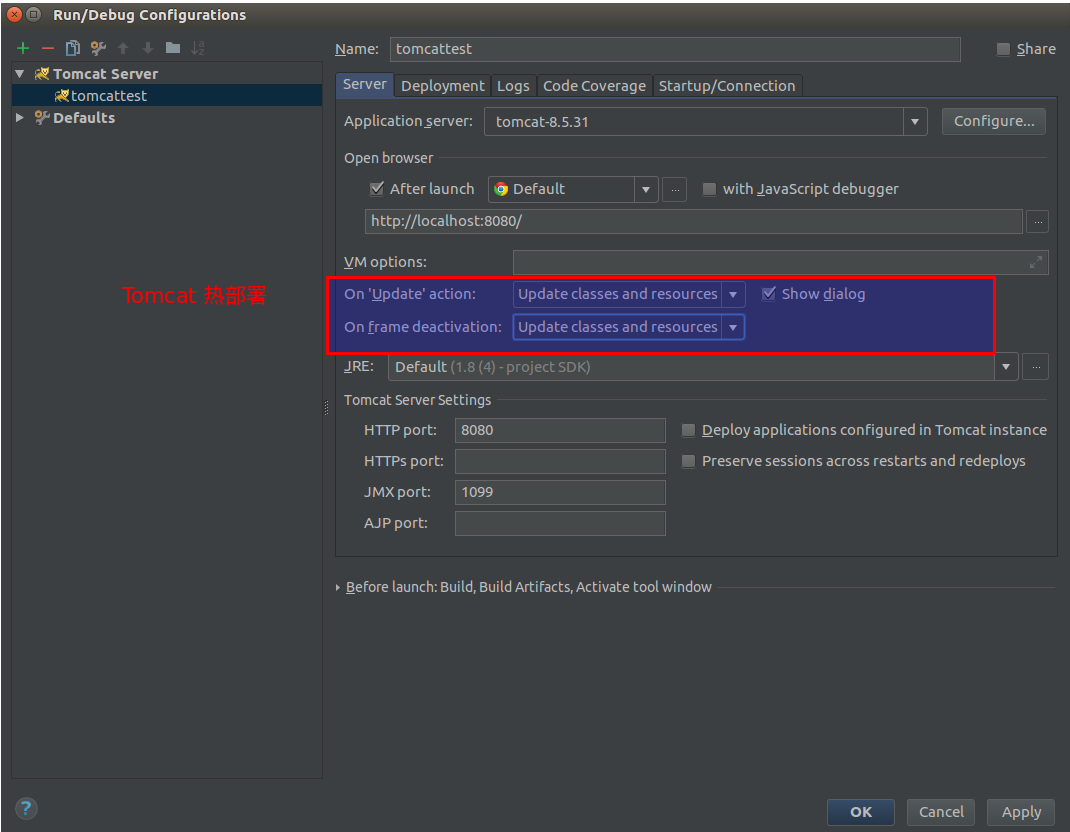 Run/Debug Configurations
Name: tomcattest Share
Tomcat Server
tomcattest
Defaults
Server Deployment Logs Code Coverage Startup/Connection
Application server: tomcat-8.5.31 Configure...
Open browser
After launch Default ... with JavaScript debugger
http://localhost:8080/ ...
VM options:
Tomcat 热部署
On 'Update' action: Update classes and resources Show dialog
On frame deactivation: Update classes and resources
JRE: Default (1.8 (4) - project SDK) ...
Tomcat Server Settings
HTTP port: 8080 Deploy applications configured in Tomcat instance
HTTPs port: Preserve sessions across restarts and redeploys
JMX port: 1099
AJP port:
Before launch: Build, Build Artifacts, Activate tool window
? OK Cancel Apply